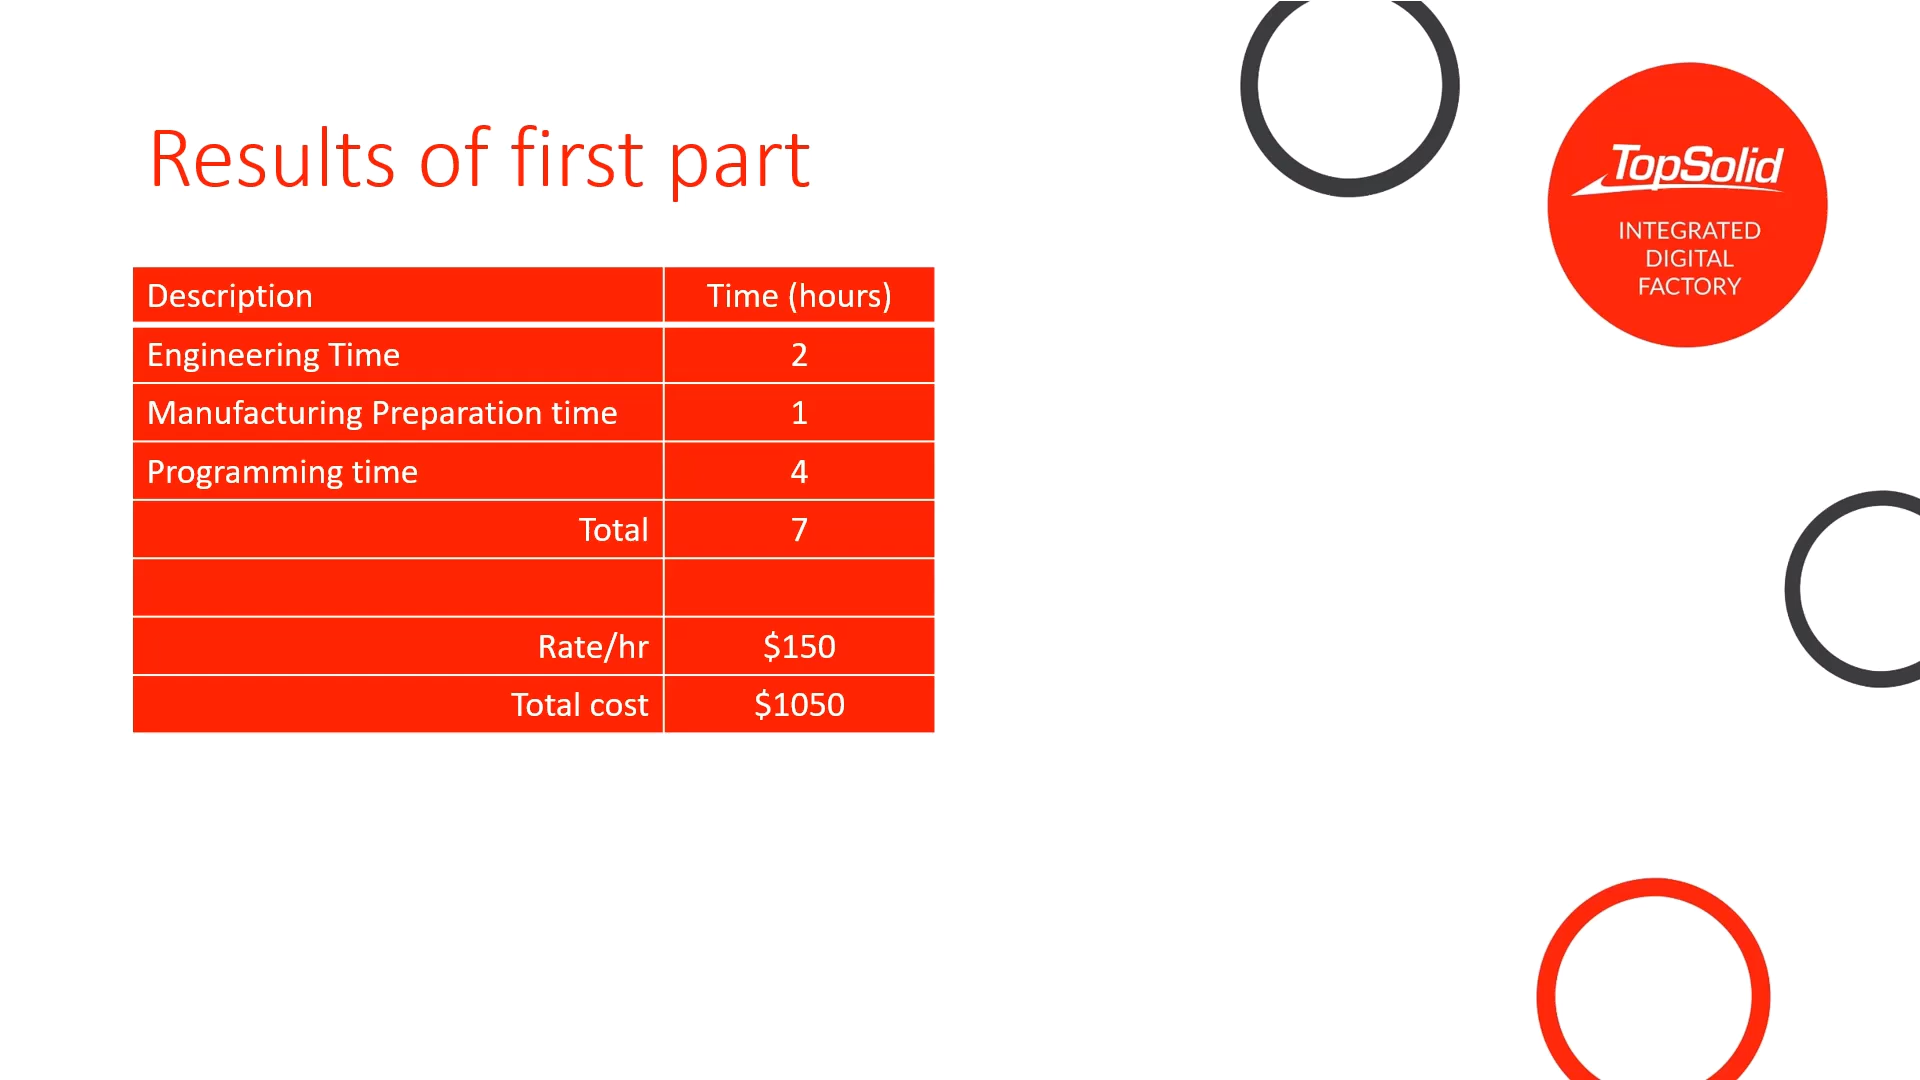 Results of first part
TopSolid
INTEGRATED
DIGITAL
FACTORY
Description Time (hours)
Engineering Time 2
Manufacturing Preparation time 1
Programming time 4
Total 7
Rate/hr $150
Total cost $1050